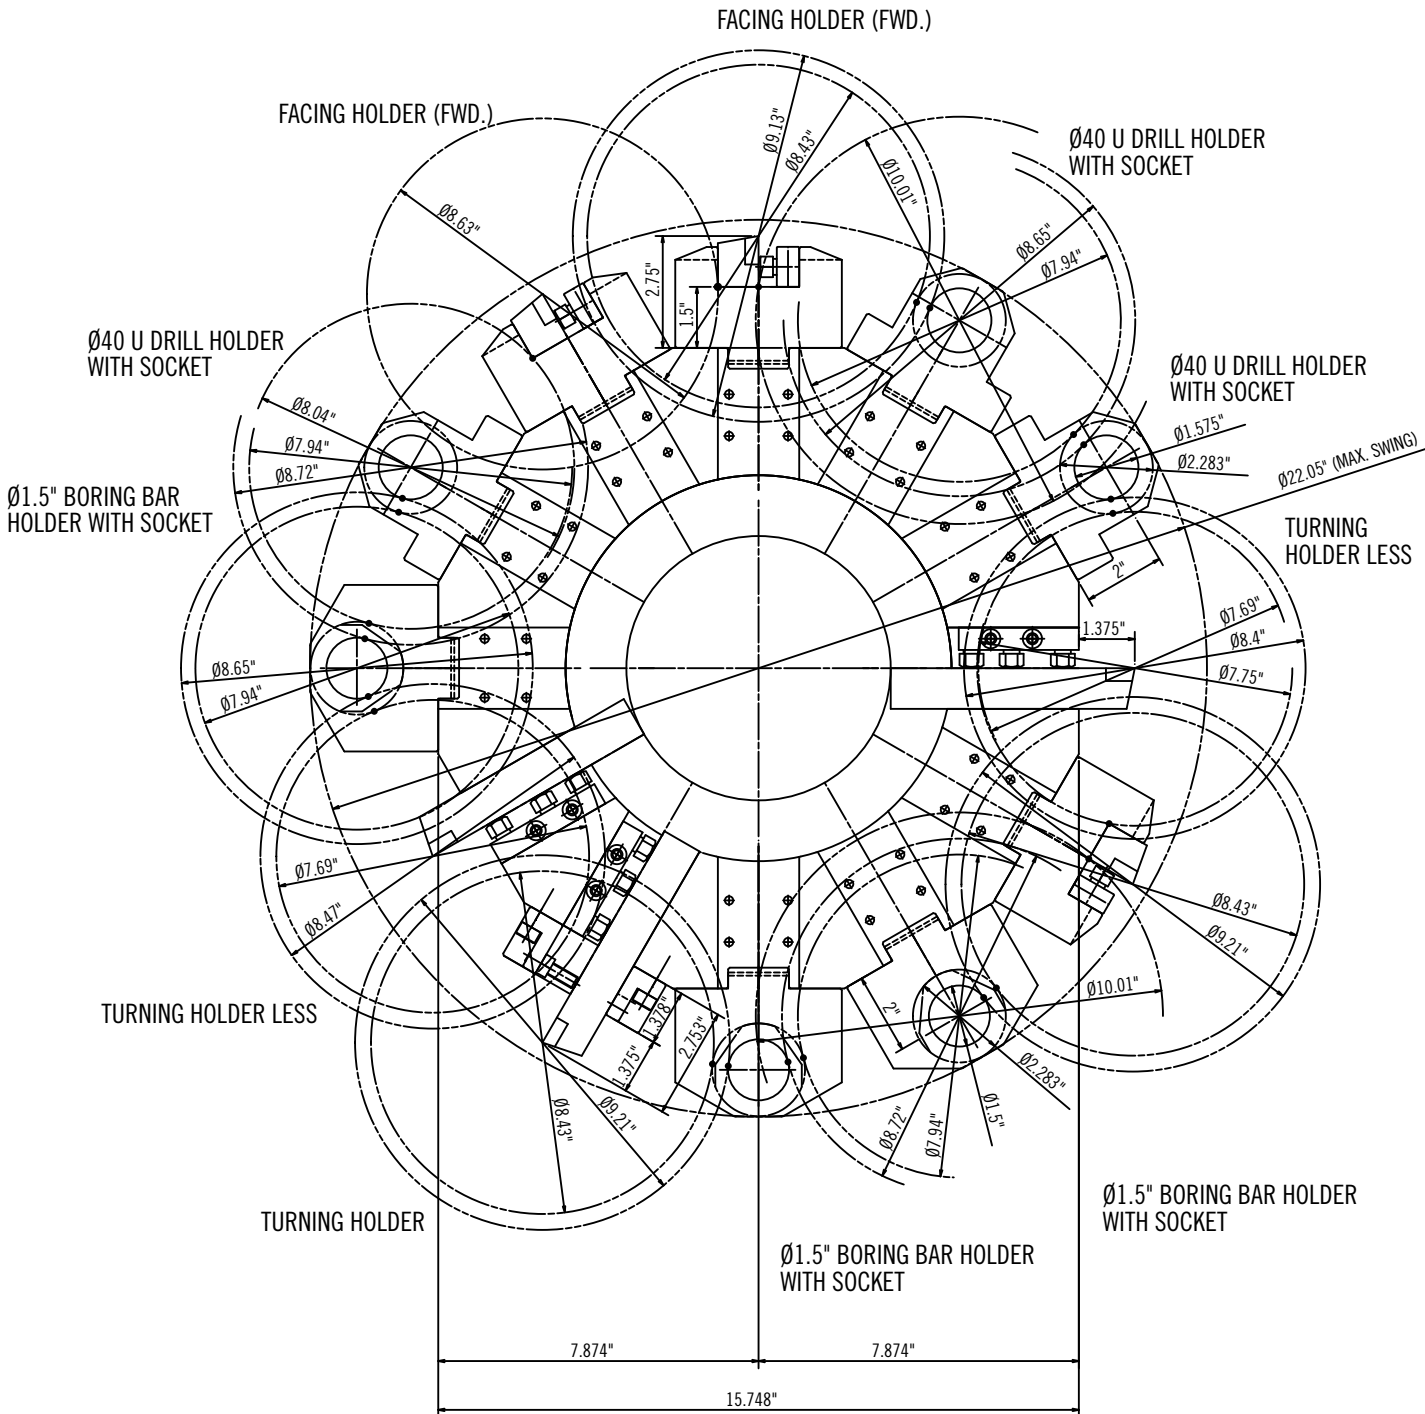 FACING HOLDER (FWD.)
FACING HOLDER (FWD.)
Ø40 U DRILL HOLDER
WITH SOCKET
Ø9.13"
Ø8.43"
Ø10.01"
Ø8.63"
Ø8.65"
Ø7.94"
2.75"
1.5"
Ø40 U DRILL HOLDER
WITH SOCKET
Ø40 U DRILL HOLDER
WITH SOCKET
Ø8.04"
Ø7.94"
Ø8.72"
Ø1.575"
Ø2.283"
Ø22.05" (MAX. SWING)
Ø1.5" BORING BAR
HOLDER WITH SOCKET
TURNING
HOLDER LESS
2"
1.375"
Ø7.69"
Ø8.4"
Ø7.75"
Ø8.65"
Ø7.94"
Ø7.69"
Ø8.47"
Ø8.43"
Ø9.21"
Ø10.01"
TURNING HOLDER LESS
1.378"
2.753"
1.375"
2"
Ø2.283"
Ø1.5"
Ø8.43"
Ø9.21"
Ø8.72"
Ø7.94"
TURNING HOLDER
Ø1.5" BORING BAR HOLDER
WITH SOCKET
Ø1.5" BORING BAR HOLDER
WITH SOCKET
7.874"
7.874"
15.748"